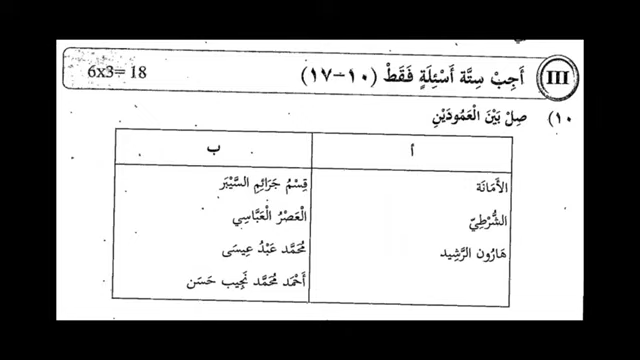 III أَجِبْ سِتَّة أَسْئِلَةٍ فَقَطْ (١٠–١٧) 6x3= 18
١٠) صِلْ بَيْنَ الْعَمُودَيْنِ
أ ب
الأَمَانَة قِسْمُ جَرَائِمِ السَّيْبَر
الشُّرْطِيّ الْعَصْرُ الْعَبَّاسِي
هَارُون الرَّشِيد مُحَمَّد عَبْدُ عِيسَى
أَحْمَد مُحَمَّد نَجِيب حَسَن